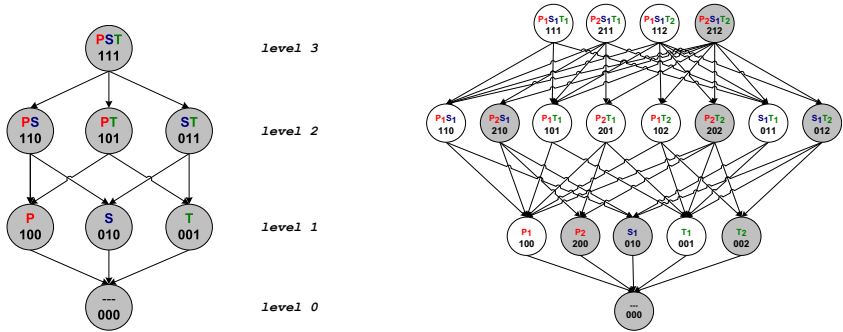 PST
111
level 3
PS
110
PT
101
ST
011
level 2
P
100
S
010
T
001
level 1
---
000
level 0
P1S1T1
111
P2S1T1
211
P1S1T2
112
P2S1T2
212
P1S1
110
P2S1
210
P1T1
101
P2T1
201
P1T2
102
P2T2
202
S1T1
011
S1T2
012
P1
100
P2
200
S1
010
T1
001
T2
002
---
000